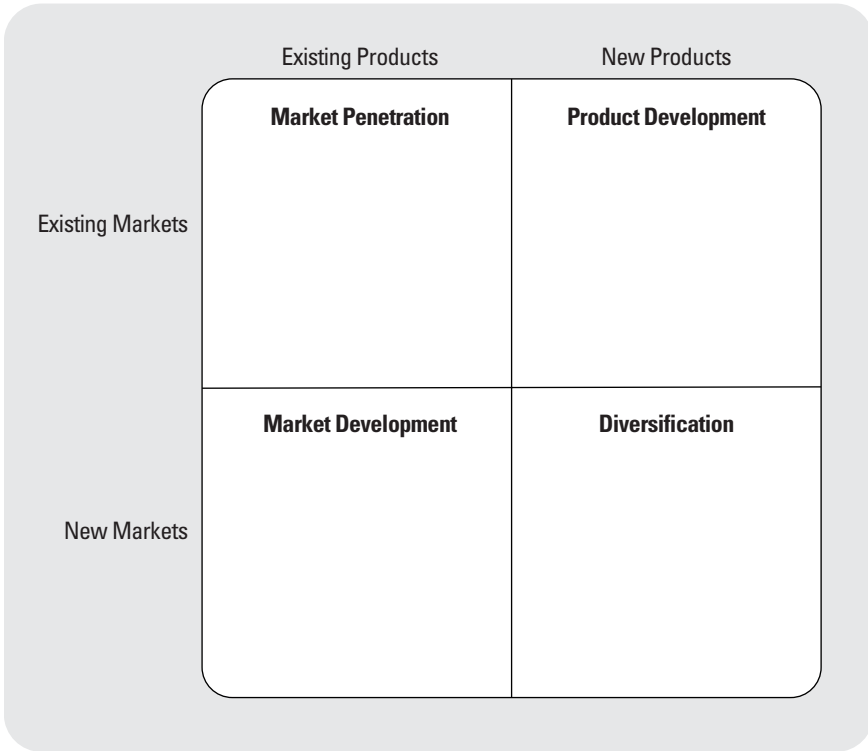 Existing Products New Products
Market Penetration Product Development
Existing Markets
Market Development Diversification
New Markets